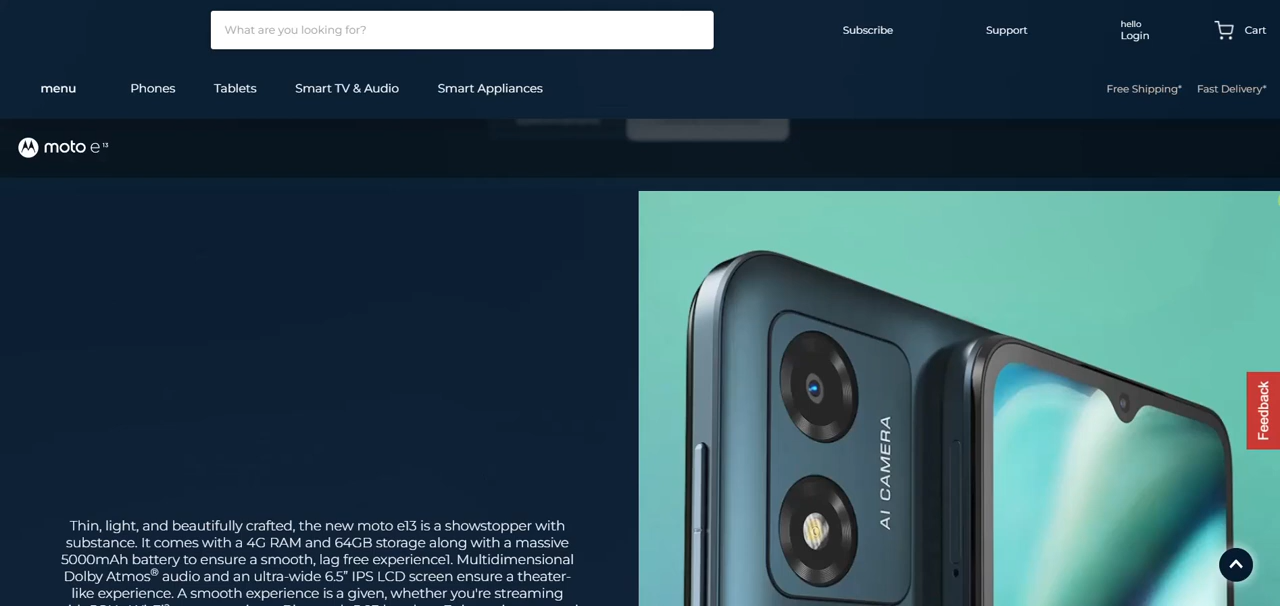 What are you looking for?
Subscribe
Support
hello
Login
Cart
menu
Phones
Tablets
Smart TV & Audio
Smart Appliances
Free Shipping*
Fast Delivery*
moto e13
AI CAMERA
Feedback
Thin, light, and beautifully crafted, the new moto e13 is a showstopper with
substance. It comes with a 4G RAM and 64GB storage along with a massive
5000mAh battery to ensure a smooth, lag free experience1. Multidimensional
Dolby Atmos® audio and an ultra-wide 6.5” IPS LCD screen ensure a theater-
like experience. A smooth experience is a given, whether you're streaming